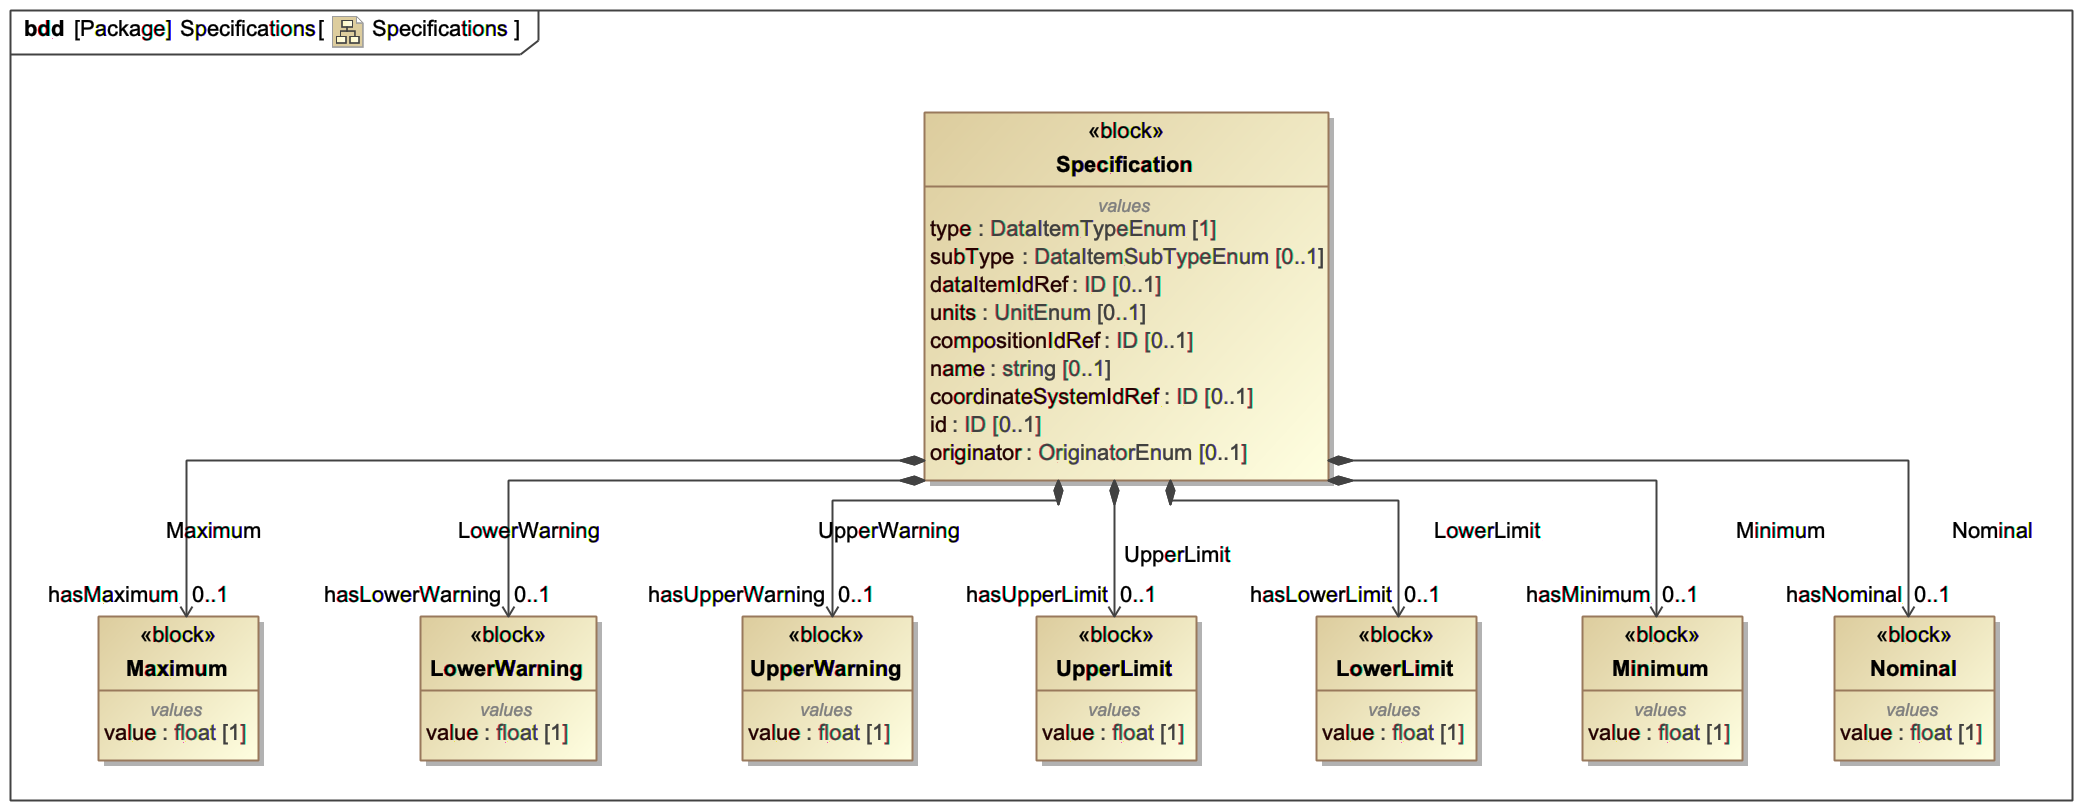 bdd [Package] Specifications[ Specifications ]
«block»
Specification
values
type : DataItemTypeEnum [1]
subType : DataItemSubTypeEnum [0..1]
dataItemIdRef : ID [0..1]
units : UnitEnum [0..1]
compositionIdRef : ID [0..1]
name : string [0..1]
coordinateSystemIdRef : ID [0..1]
id : ID [0..1]
originator : OriginatorEnum [0..1]
Maximum
LowerWarning
UpperWarning
UpperLimit
LowerLimit
Minimum
Nominal
hasMaximum 0..1
hasLowerWarning 0..1
hasUpperWarning 0..1
hasUpperLimit 0..1
hasLowerLimit 0..1
hasMinimum 0..1
hasNominal 0..1
«block»
Maximum
values
value : float [1]
«block»
LowerWarning
values
value : float [1]
«block»
UpperWarning
values
value : float [1]
«block»
UpperLimit
values
value : float [1]
«block»
LowerLimit
values
value : float [1]
«block»
Minimum
values
value : float [1]
«block»
Nominal
values
value : float [1]